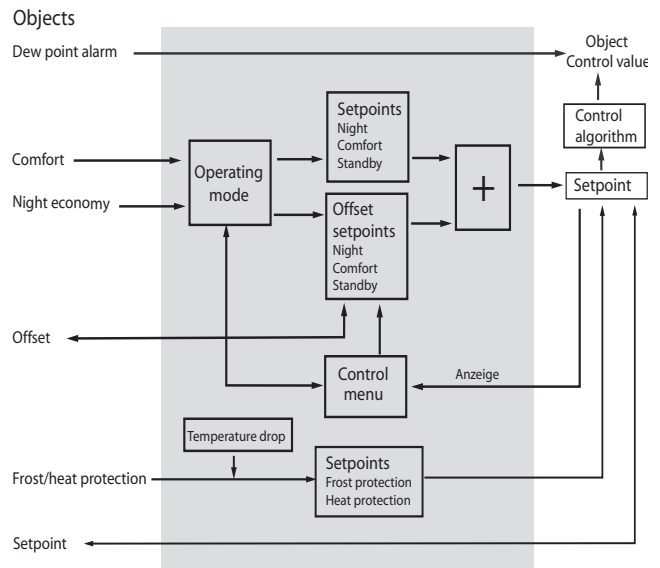 Objects
Dew point alarm
Object
Control value
Setpoints
Night
Comfort
Standby
Control
algorithm
Comfort
Operating
mode
+
Setpoint
Night economy
Offset
setpoints
Night
Comfort
Standby
Offset
Control
menu
Anzeige
Temperature drop
Frost/heat protection
Setpoints
Frost protection
Heat protection
Setpoint